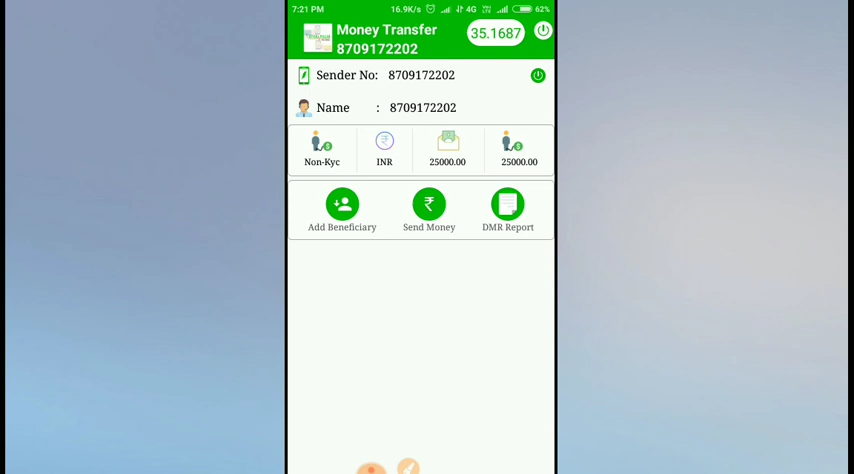 7:21 PM 16.9K/s 4G 62%
Money Transfer
8709172202
35.1687
Sender No: 8709172202
Name : 8709172202
Non-Kyc INR 25000.00 25000.00
Add Beneficiary Send Money DMR Report